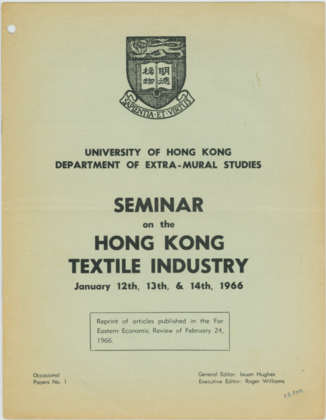 明德
格物
SAPIENTIA ET VIRTUS
UNIVERSITY OF HONG KONG
DEPARTMENT OF EXTRA-MURAL STUDIES
SEMINAR
on the
HONG KONG
TEXTILE INDUSTRY
January 12th, 13th, & 14th, 1966
Reprint of articles published in the Far
Eastern Economic Review of February 24,
1966.
Occasional
Papers No. 1
General Editor: Ieuan Hughes
Executive Editor: Roger Williams